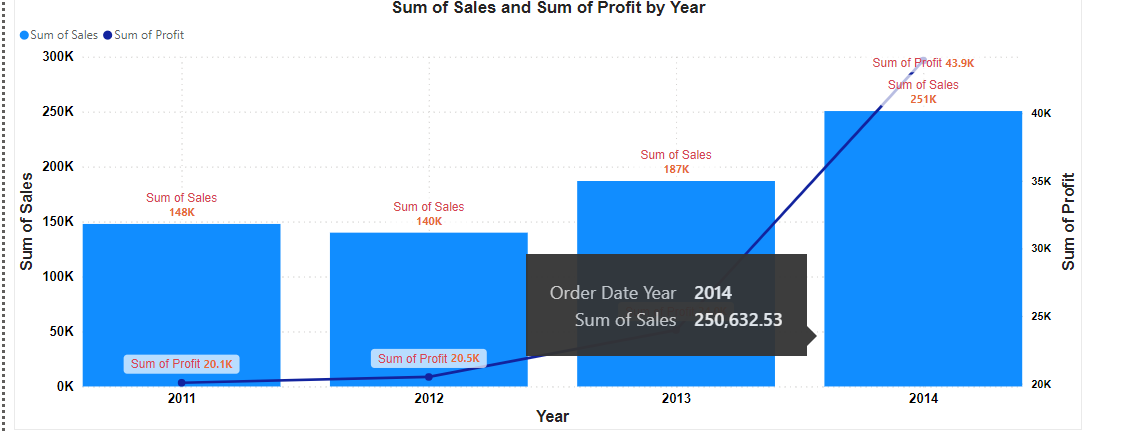 Sum of Sales and Sum of Profit by Year
Sum of Sales Sum of Profit
300K
250K
200K
150K
100K
50K
0K
Sum of Sales
40K
35K
30K
25K
20K
Sum of Profit
Sum of Sales
148K
Sum of Sales
140K
Sum of Sales
187K
Sum of Profit 43.9K
Sum of Sales
251K
Sum of Profit 20.1K
Sum of Profit 20.5K
Order Date Year 2014
Sum of Sales 250,632.53
2011 2012 2013 2014
Year